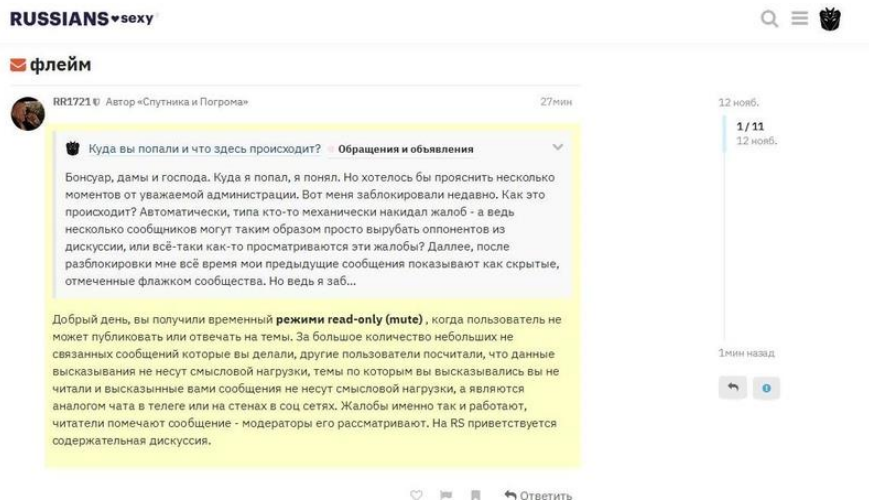 RUSSIANS♥sexy
флейм
RR1721 Автор «Спутника и Погрома»
27мин
Куда вы попали и что здесь происходит? Обращения и объявления
Бонсуар, дамы и господа. Куда я попал, я понял. Но хотелось бы прояснить несколько
моментов от уважаемой администрации. Вот меня заблокировали недавно. Как это
происходит? Автоматически, типа кто-то механически накидал жалоб - а ведь
несколько сообщников могут таким образом просто вырубать оппонентов из
дискуссии, или всё-таки как-то просматриваются эти жалобы? Даллее, после
разблокировки мне всё время мои предыдущие сообщения показывают как скрытые,
отмеченные флажком сообщества. Но ведь я заб...
Добрый день, вы получили временный режими read-only (mute) , когда пользователь не
может публиковать или отвечать на темы. За большое количество небольших не
связанных сообщений которые вы делали, другие пользователи посчитали, что данные
высказывания не несут смысловой нагрузки, темы по которым вы высказывались вы не
читали и высказынные вами сообщения не несут смысловой нагрузки, а являются
аналогом чата в телеге или на стенах в соц сетях. Жалобы именно так и работают,
читатели помечают сообщение - модераторы его рассматривают. На RS приветствуется
содержательная дискуссия.
Ответить
12 нояб.
1 / 11
12 нояб.
1мин назад